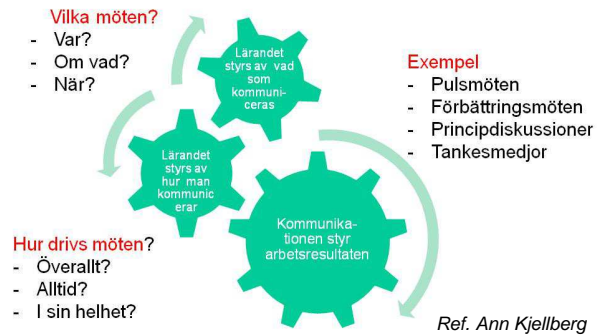 Vilka möten?
- Var?
- Om vad?
- När?
Lärandet
styrs av vad
som
kommuni-
ceras
Exempel
- Pulsmöten
- Förbättringsmöten
- Principdiskussioner
- Tankesmedjor
Lärandet
styrs av
hur man
kommunic
erar
Kommunika-
tionen styr
arbetsresultaten
Hur drivs möten?
- Överallt?
- Alltid?
- I sin helhet?
Ref. Ann Kjellberg